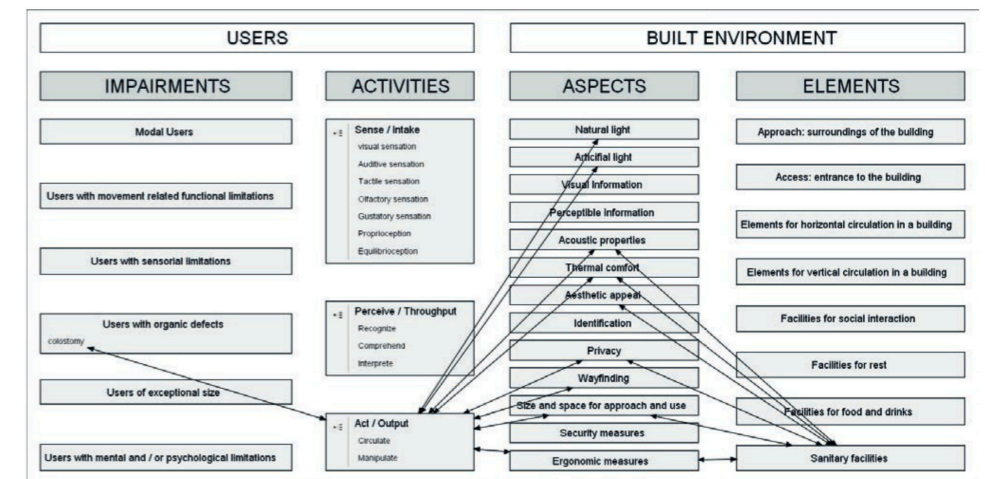 USERS
BUILT ENVIRONMENT
IMPAIRMENTS
ACTIVITIES
ASPECTS
ELEMENTS
Modal Users
Users with movement related functional limitations
Users with sensorial limitations
Users with organic defects
colostomy
Users of exceptional size
Users with mental and / or psychological limitations
Sense / Intake
visual sensation
Auditive sensation
Tactile sensation
Olfactory sensation
Gustatory sensation
Proprioception
Equilibrioception
Perceive / Throughput
Recognize
Comprehend
Interprete
Act / Output
Circulate
Manipulate
Natural light
Articifial light
Visual Information
Perceptible information
Acoustic properties
Thermal comfort
Aesthetic appeal
Identification
Privacy
Wayfinding
Size and space for approach and use
Security measures
Ergonomic measures
Approach: surroundings of the building
Access: entrance to the building
Elements for horizontal circulation in a building
Elements for vertical circulation in a building
Facilities for social interaction
Facilities for rest
Facilities for food and drinks
Sanitary facilities